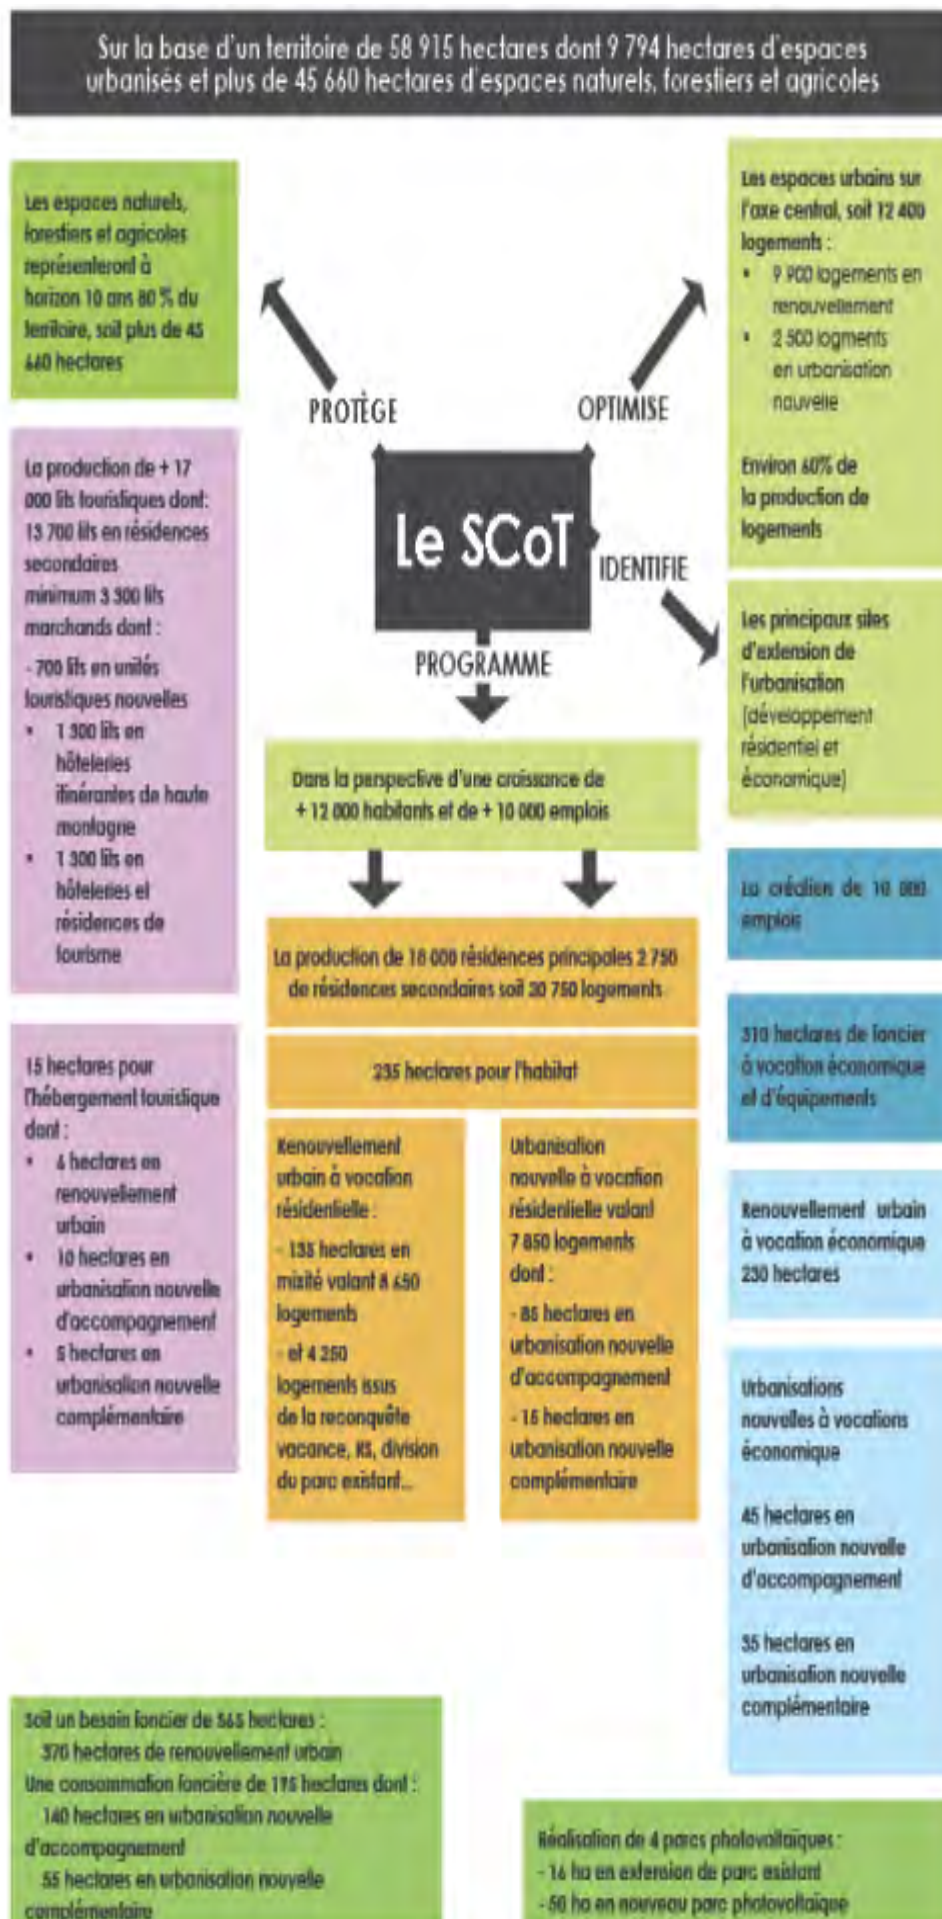 Sur la base d'un territoire de 58 915 hectares dont 9 794 hectares d'espaces
urbanisés et plus de 45 660 hectares d'espaces naturels, forestiers et agricoles
Les espaces naturels,
forestiers et agricoles
représenteront à
horizon 10 ans 80 % du
territoire, soit plus de 45
660 hectares
PROTÈGE
OPTIMISE
Les espaces urbains sur
l'axe central, soit 12 400
logements :
• 9 900 logements en
renouvellement
• 2 500 logments
en urbanisation
nouvelle
Environ 60% de
la production de
logements
Le SCoT
IDENTIFIE
Les principaux sites
d'extension de
l'urbanisation
(développement
résidentiel et
économique)
PROGRAMME
La production de + 17
000 lits touristiques dont:
13 700 lits en résidences
secondaires
minimum 3 300 lits
marchands dont :
- 700 lits en unités
touristiques nouvelles
• 1 300 lits en
hôteleries
itinérantes de haute
montagne
• 1 300 lits en
hôteleries et
résidences de
tourisme
Dans la perspective d'une croissance de
+ 12 000 habitants et de + 10 000 emplois
La création de 10 000
emplois
La production de 18 000 résidences principales 2 750
de résidences secondaires soit 20 750 logements
235 hectares pour l'habitat
310 hectares de foncier
à vocation économique
et d'équipements
15 hectares pour
l'hébergement touristique
dont :
• 6 hectares en
renouvellement
urbain
• 10 hectares en
urbanisation nouvelle
d'accompagnement
• 5 hectares en
urbanisation nouvelle
complémentaire
Renouvellement
urbain à vocation
résidentielle :
- 135 hectares en
mixité valant 8 650
logements
- et 4 250
logements issus
de la reconquête
vacance, RS, division
du parc existant...
Urbanisation
nouvelle à vocation
résidentielle valant
7 850 logements
dont :
- 85 hectares en
urbanisation nouvelle
d'accompagnement
- 15 hectares en
urbanisation nouvelle
complémentaire
Renouvellement urbain
à vocation économique
230 hectares
Urbanisations
nouvelles à vocations
économique
45 hectares en
urbanisation nouvelle
d'accompagnement
35 hectares en
urbanisation nouvelle
complémentaire
Soit un besoin foncier de 565 hectares :
370 hectares de renouvellement urbain
Une consommation foncière de 195 hectares dont :
140 hectares en urbanisation nouvelle
d'accompagnement
55 hectares en urbanisation nouvelle
complémentaire
Réalisation de 4 parcs photovoltaïques :
- 16 ha en extension de parc existant
- 50 ha en nouveau parc photovoltaïque